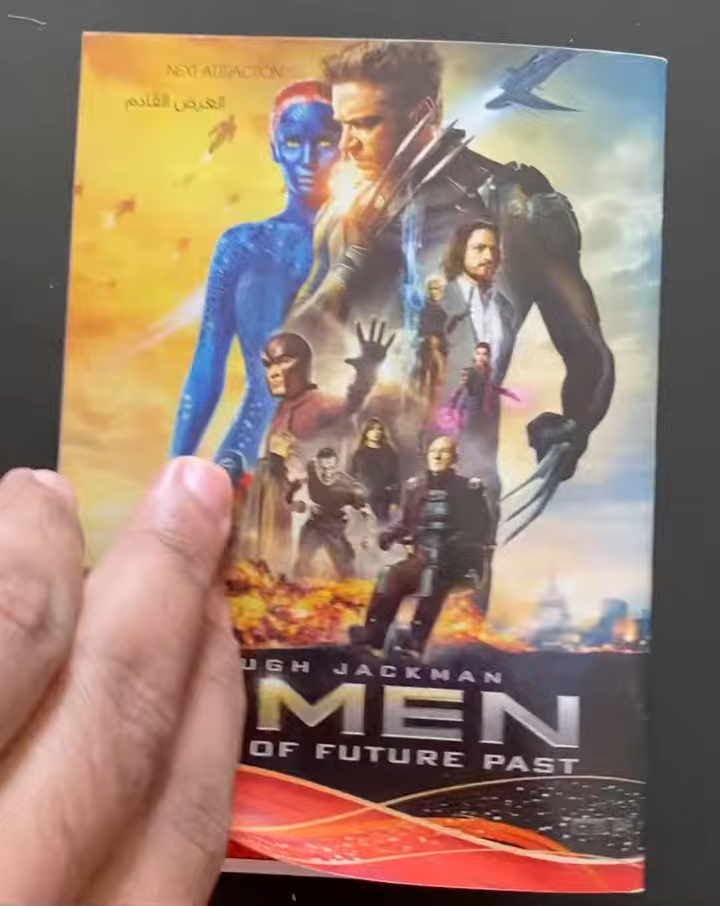 NEXT ATTRACTION
العرض القادم
UGH JACKMAN
MEN
OF FUTURE PAST